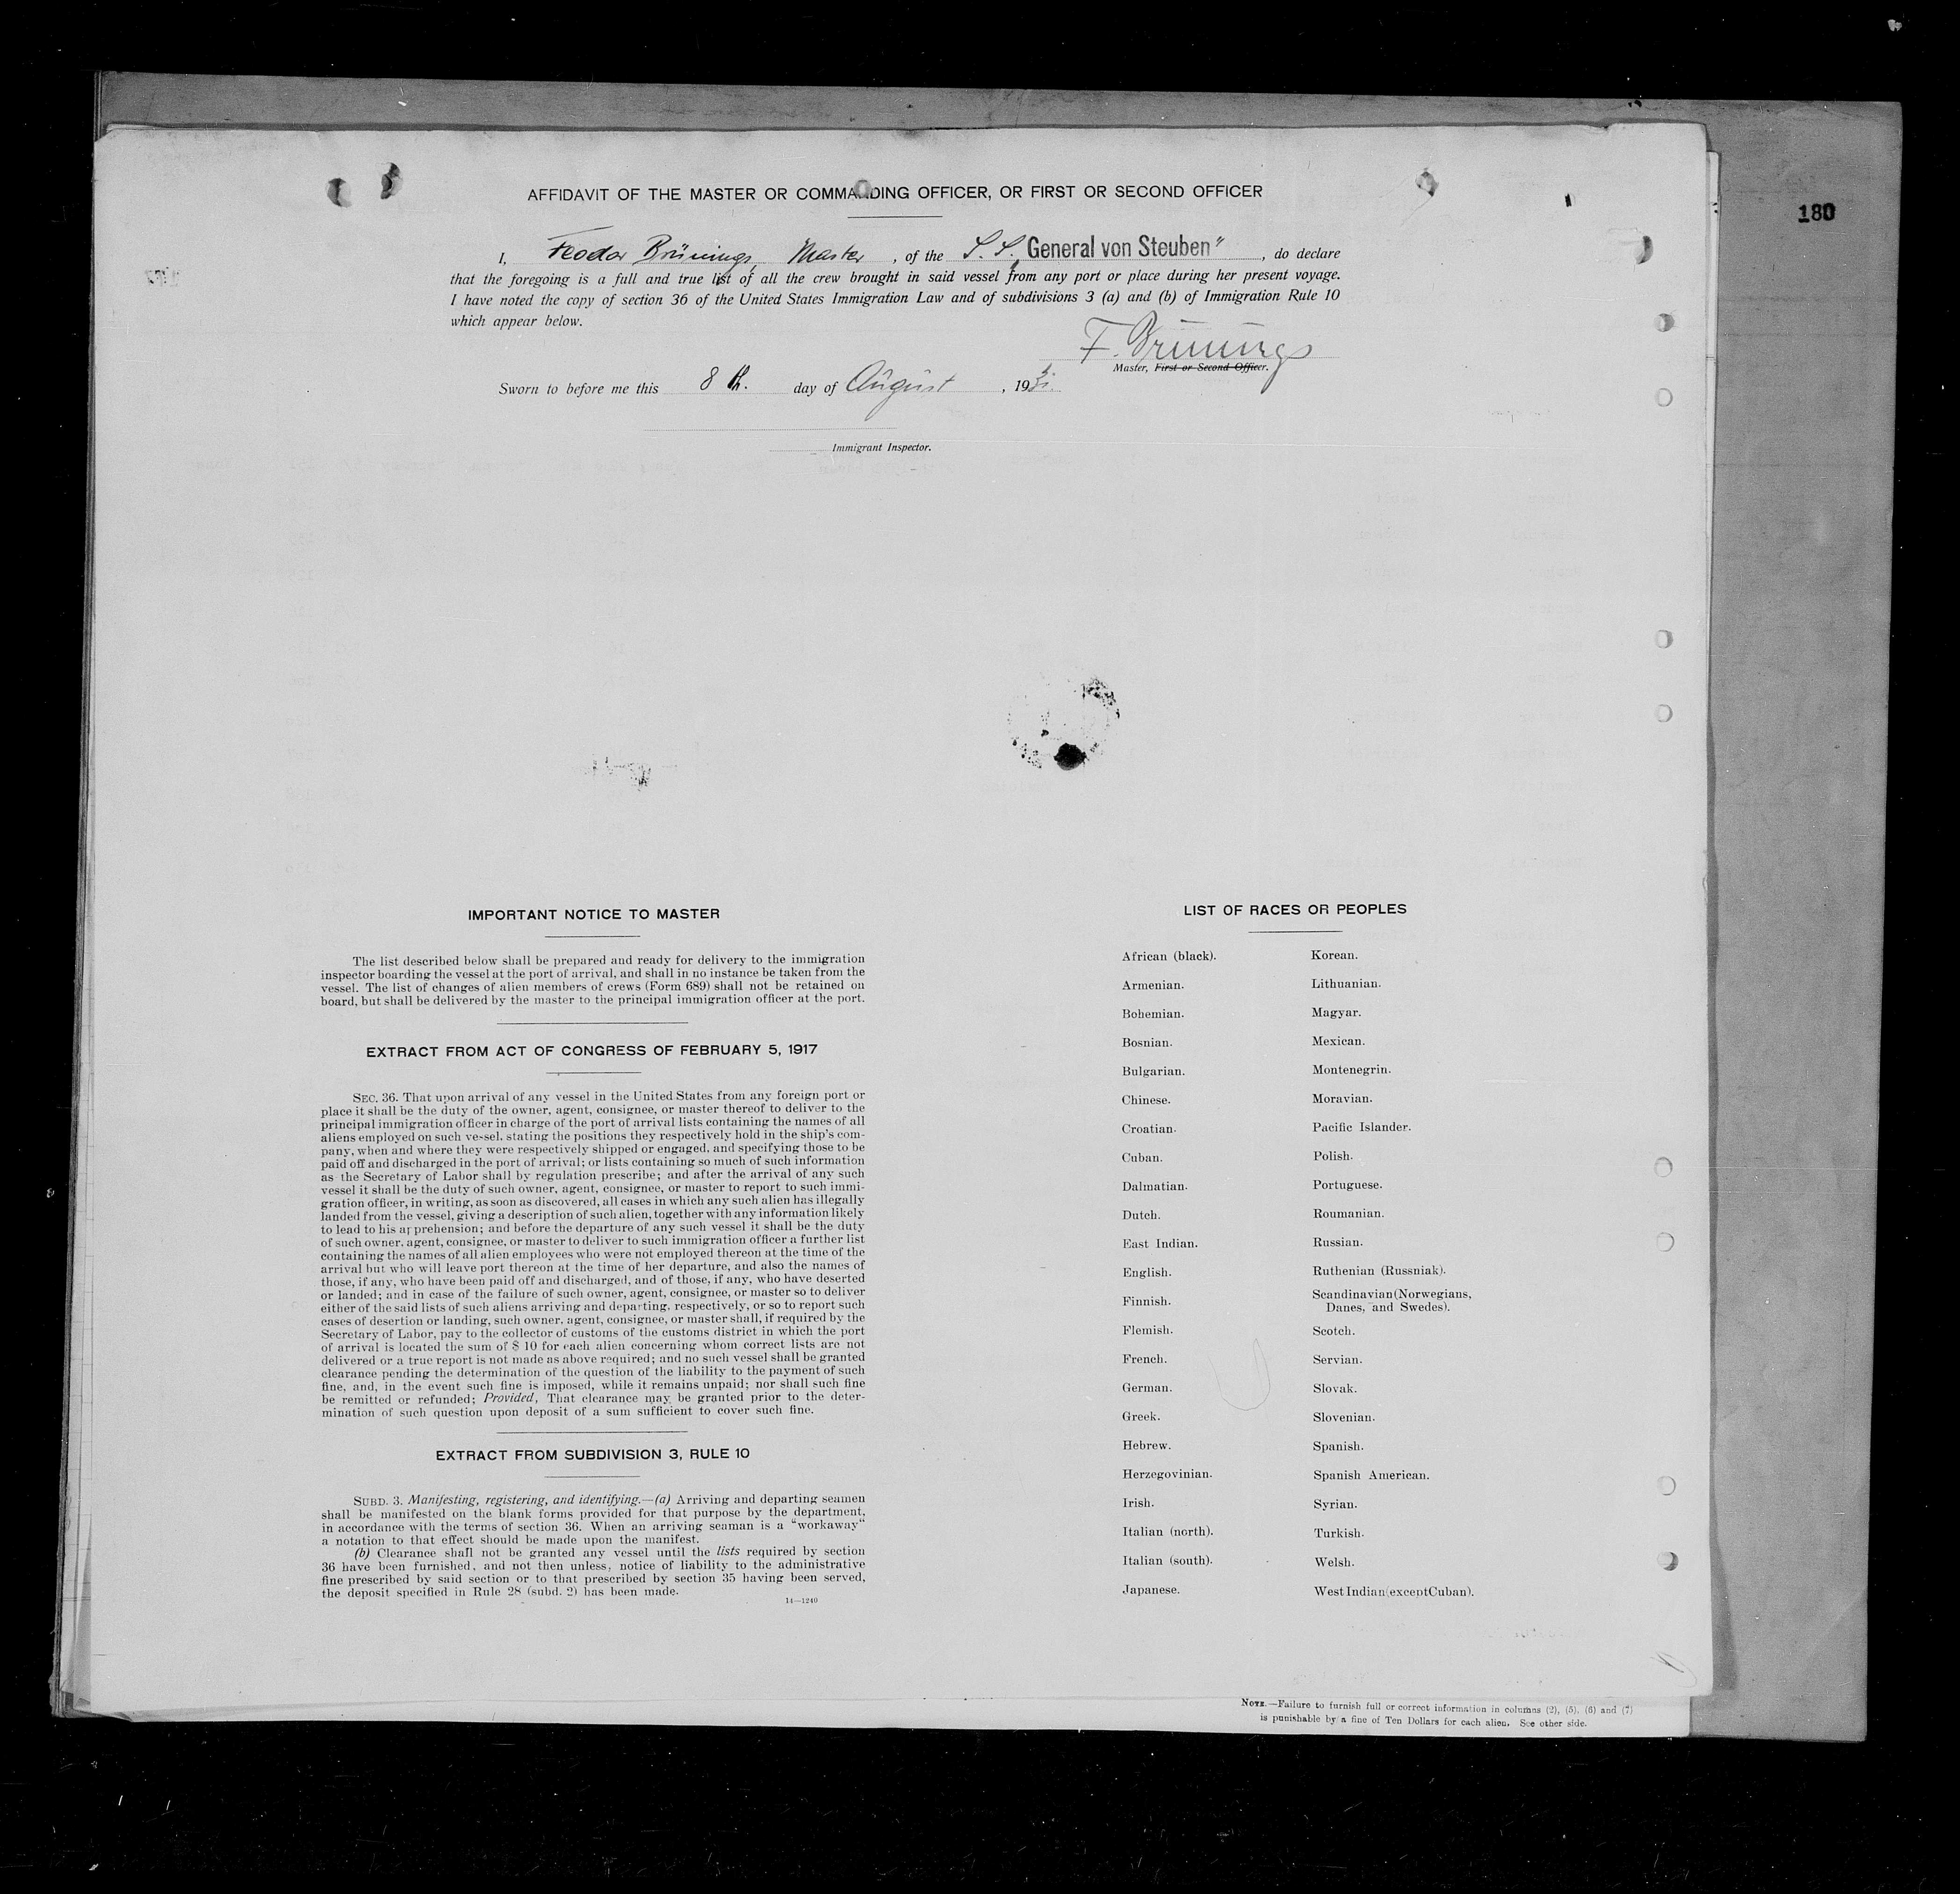 180
AFFIDAVIT OF THE MASTER OR COMMANDING OFFICER, OR FIRST OR SECOND OFFICER
I, Feodor Brünings, Master, of the S.S. General von Steuben", do declare
that the foregoing is a full and true list of all the crew brought in said vessel from any port or place during her present voyage.
I have noted the copy of section 36 of the United States Immigration Law and of subdivisions 3 (a) and (b) of Immigration Rule 10
which appear below.
F. Brünings
Master, First or Second Officer.
Sworn to before me this 8 th. day of August, 1931.
Immigrant Inspector.
IMPORTANT NOTICE TO MASTER
The list described below shall be prepared and ready for delivery to the immigration
inspector boarding the vessel at the port of arrival, and shall in no instance be taken from the
vessel. The list of changes of alien members of crews (Form 689) shall not be retained on
board, but shall be delivered by the master to the principal immigration officer at the port.
EXTRACT FROM ACT OF CONGRESS OF FEBRUARY 5, 1917
SEC. 36. That upon arrival of any vessel in the United States from any foreign port or
place it shall be the duty of the owner, agent, consignee, or master thereof to deliver to the
principal immigration officer in charge of the port of arrival lists containing the names of all
aliens employed on such vessel, stating the positions they respectively hold in the ship's com-
pany, when and where they were respectively shipped or engaged, and specifying those to be
paid off and discharged in the port of arrival; or lists containing so much of such information
as the Secretary of Labor shall by regulation prescribe; and after the arrival of any such
vessel it shall be the duty of such owner, agent, consignee, or master to report to such immi-
gration officer, in writing, as soon as discovered, all cases in which any such alien has illegally
landed from the vessel, giving a description of such alien, together with any information likely
to lead to his apprehension; and before the departure of any such vessel it shall be the duty
of such owner, agent, consignee, or master to deliver to such immigration officer a further list
containing the names of all alien employees who were not employed thereon at the time of the
arrival but who will leave port thereon at the time of her departure, and also the names of
those, if any, who have been paid off and discharged, and of those, if any, who have deserted
or landed; and in case of the failure of such owner, agent, consignee, or master so to deliver
either of the said lists of such aliens arriving and departing, respectively, or so to report such
cases of desertion or landing, such owner, agent, consignee, or master shall, if required by the
Secretary of Labor, pay to the collector of customs of the customs district in which the port
of arrival is located the sum of $ 10 for each alien concerning whom correct lists are not
delivered or a true report is not made as above required; and no such vessel shall be granted
clearance pending the determination of the question of the liability to the payment of such
fine, and, in the event such fine is imposed, while it remains unpaid; nor shall such fine
be remitted or refunded; Provided, That clearance may be granted prior to the deter-
mination of such question upon deposit of a sum sufficient to cover such fine.
EXTRACT FROM SUBDIVISION 3, RULE 10
SUBD. 3. Manifesting, registering, and identifying.—(a) Arriving and departing seamen
shall be manifested on the blank forms provided for that purpose by the department,
in accordance with the terms of section 36. When an arriving seaman is a "workaway"
a notation to that effect should be made upon the manifest.
(b) Clearance shall not be granted any vessel until the lists required by section
36 have been furnished, and not then unless, notice of liability to the administrative
fine prescribed by said section or to that prescribed by section 35 having been served,
the deposit specified in Rule 28 (subd. 2) has been made.
14—1240
LIST OF RACES OR PEOPLES
African (black).
Armenian.
Bohemian.
Bosnian.
Bulgarian.
Chinese.
Croatian.
Cuban.
Dalmatian.
Dutch.
East Indian.
English.
Finnish.
Flemish.
French.
German.
Greek.
Hebrew.
Herzegovinian.
Irish.
Italian (north).
Italian (south).
Japanese.
Korean.
Lithuanian.
Magyar.
Mexican.
Montenegrin.
Moravian.
Pacific Islander.
Polish.
Portuguese.
Roumanian.
Russian.
Ruthenian (Russniak).
Scandinavian (Norwegians,
Danes, and Swedes).
Scotch.
Servian.
Slovak.
Slovenian.
Spanish.
Spanish American.
Syrian.
Turkish.
Welsh.
West Indian (except Cuban).
NOTE.—Failure to furnish full or correct information in columns (2), (5), (6) and (7)
is punishable by a fine of Ten Dollars for each alien. See other side.